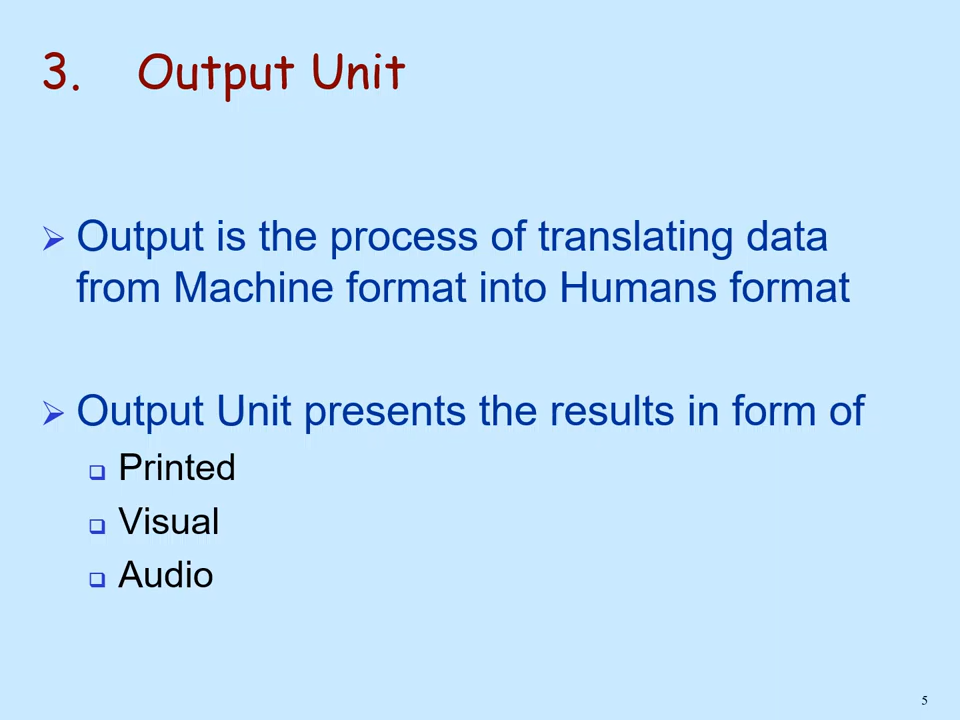 3. Output Unit
Output is the process of translating data
from Machine format into Humans format
Output Unit presents the results in form of
Printed
Visual
Audio
5